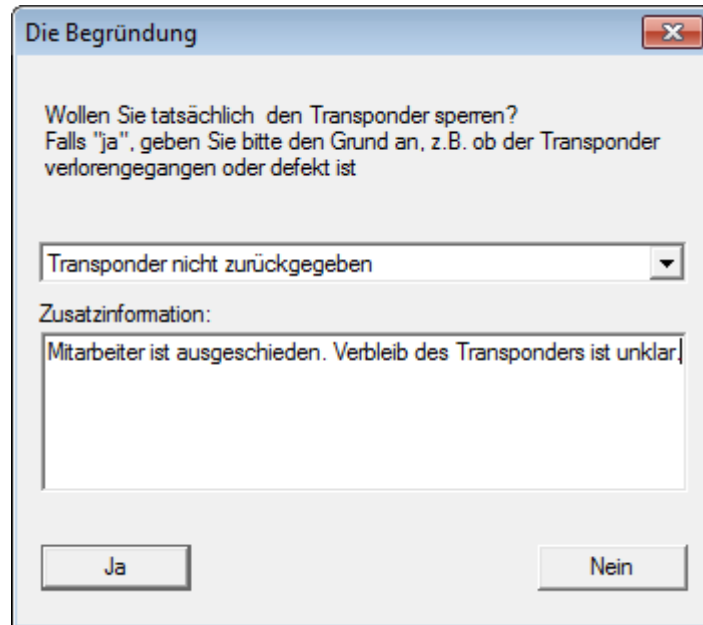 Die Begründung
Wollen Sie tatsächlich  den Transponder sperren?
Falls "ja", geben Sie bitte den Grund an, z.B. ob der Transponder
verlorengegangen oder defekt ist
Transponder nicht zurückgegeben
Zusatzinformation:
Mitarbeiter ist ausgeschieden. Verbleib des Transponders ist unklar.
Ja
Nein